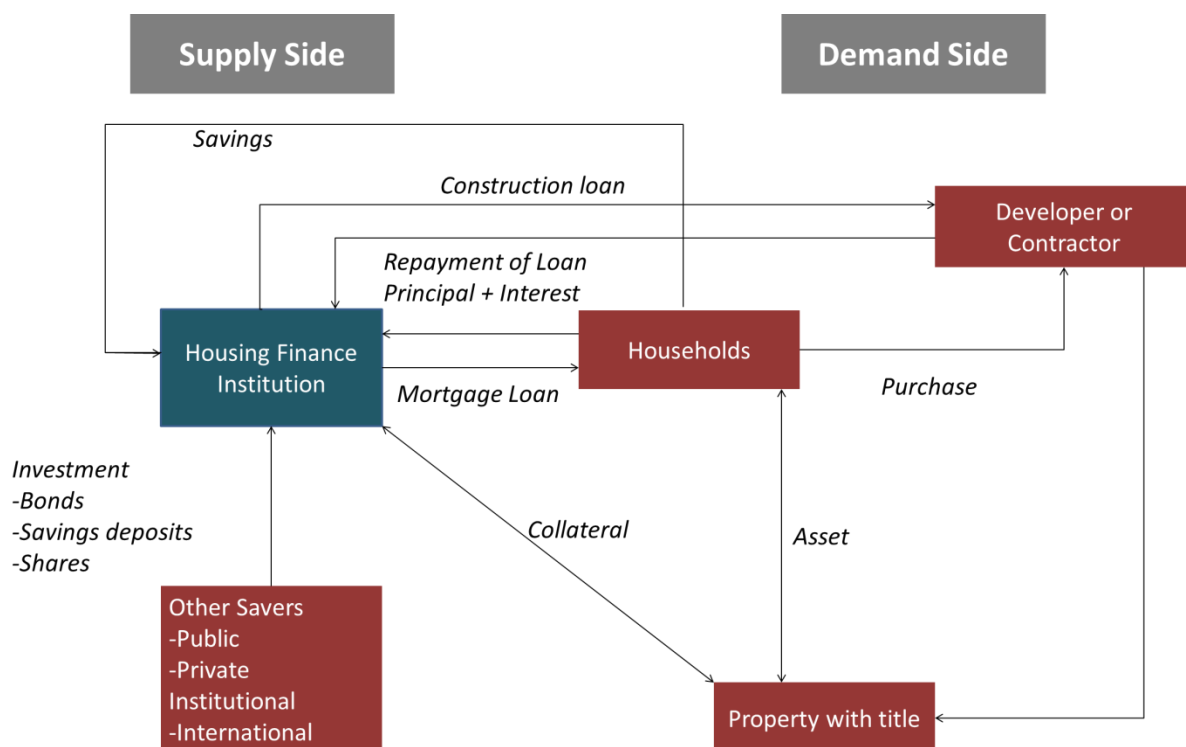 Supply Side
Demand Side
Savings
Construction loan
Developer or
Contractor
Repayment of Loan
Principal + Interest
Housing Finance
Institution
Households
Mortgage Loan
Purchase
Investment
-Bonds
-Savings deposits
-Shares
Collateral
Asset
Other Savers
-Public
-Private
Institutional
-International
Property with title